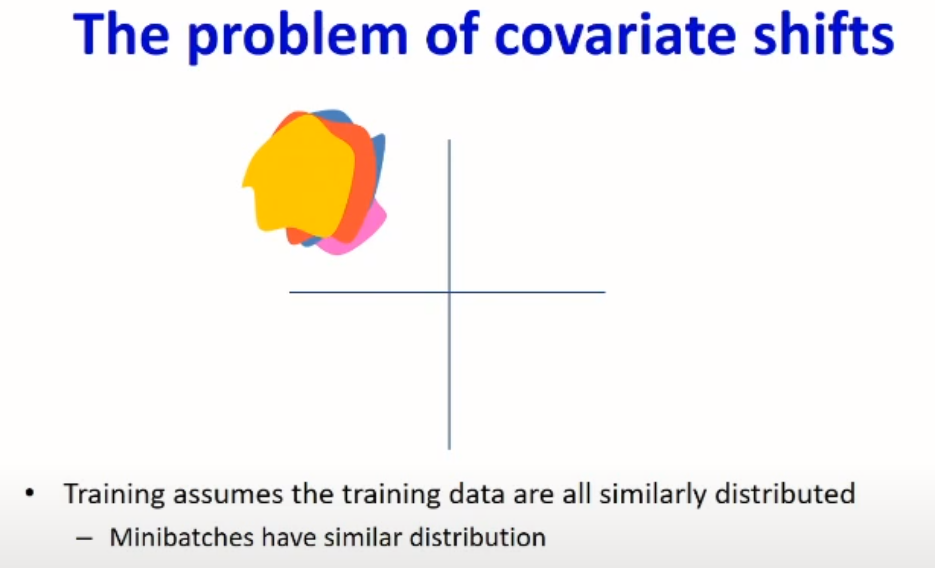 The problem of covariate shifts
• Training assumes the training data are all similarly distributed
– Minibatches have similar distribution